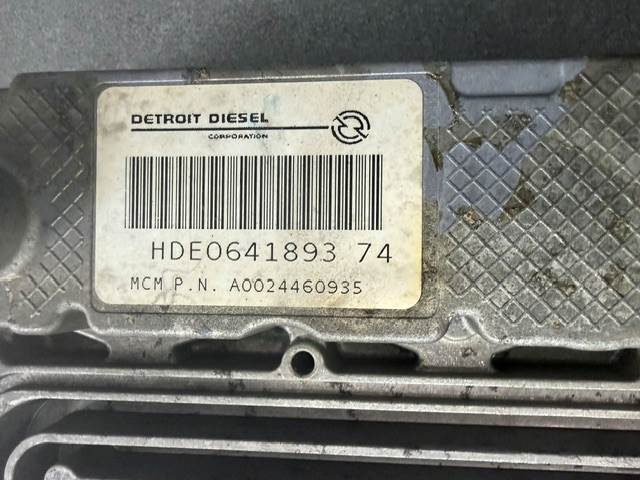 DETROIT DIESEL
CORPORATION
HDE0641893 74
MCM P.N. A0024460935